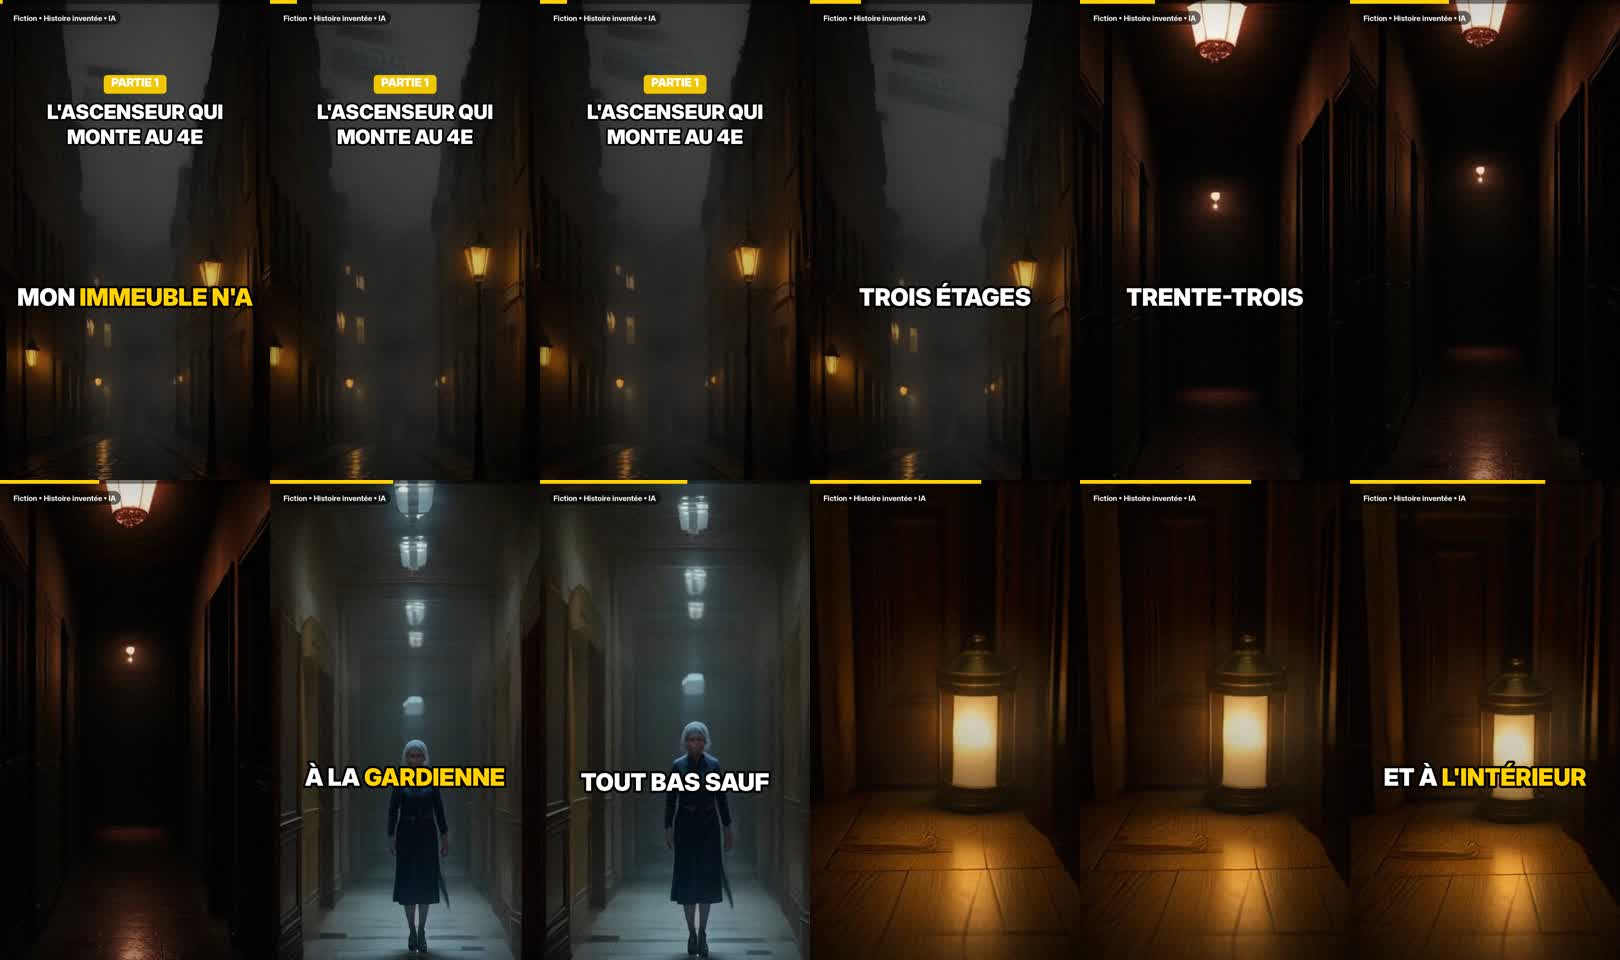 Fiction • Histoire inventée • IA
PARTIE 1
L'ASCENSEUR QUI
MONTE AU 4E
MON IMMEUBLE N'A
Fiction • Histoire inventée • IA
PARTIE 1
L'ASCENSEUR QUI
MONTE AU 4E
Fiction • Histoire inventée • IA
PARTIE 1
L'ASCENSEUR QUI
MONTE AU 4E
Fiction • Histoire inventée • IA
TROIS ÉTAGES
Fiction • Histoire inventée • IA
TRENTE-TROIS
Fiction • Histoire inventée • IA
Fiction • Histoire inventée • IA
Fiction • Histoire inventée • IA
À LA GARDIENNE
Fiction • Histoire inventée • IA
TOUT BAS SAUF
Fiction • Histoire inventée • IA
Fiction • Histoire inventée • IA
Fiction • Histoire inventée • IA
ET À L'INTÉRIEUR